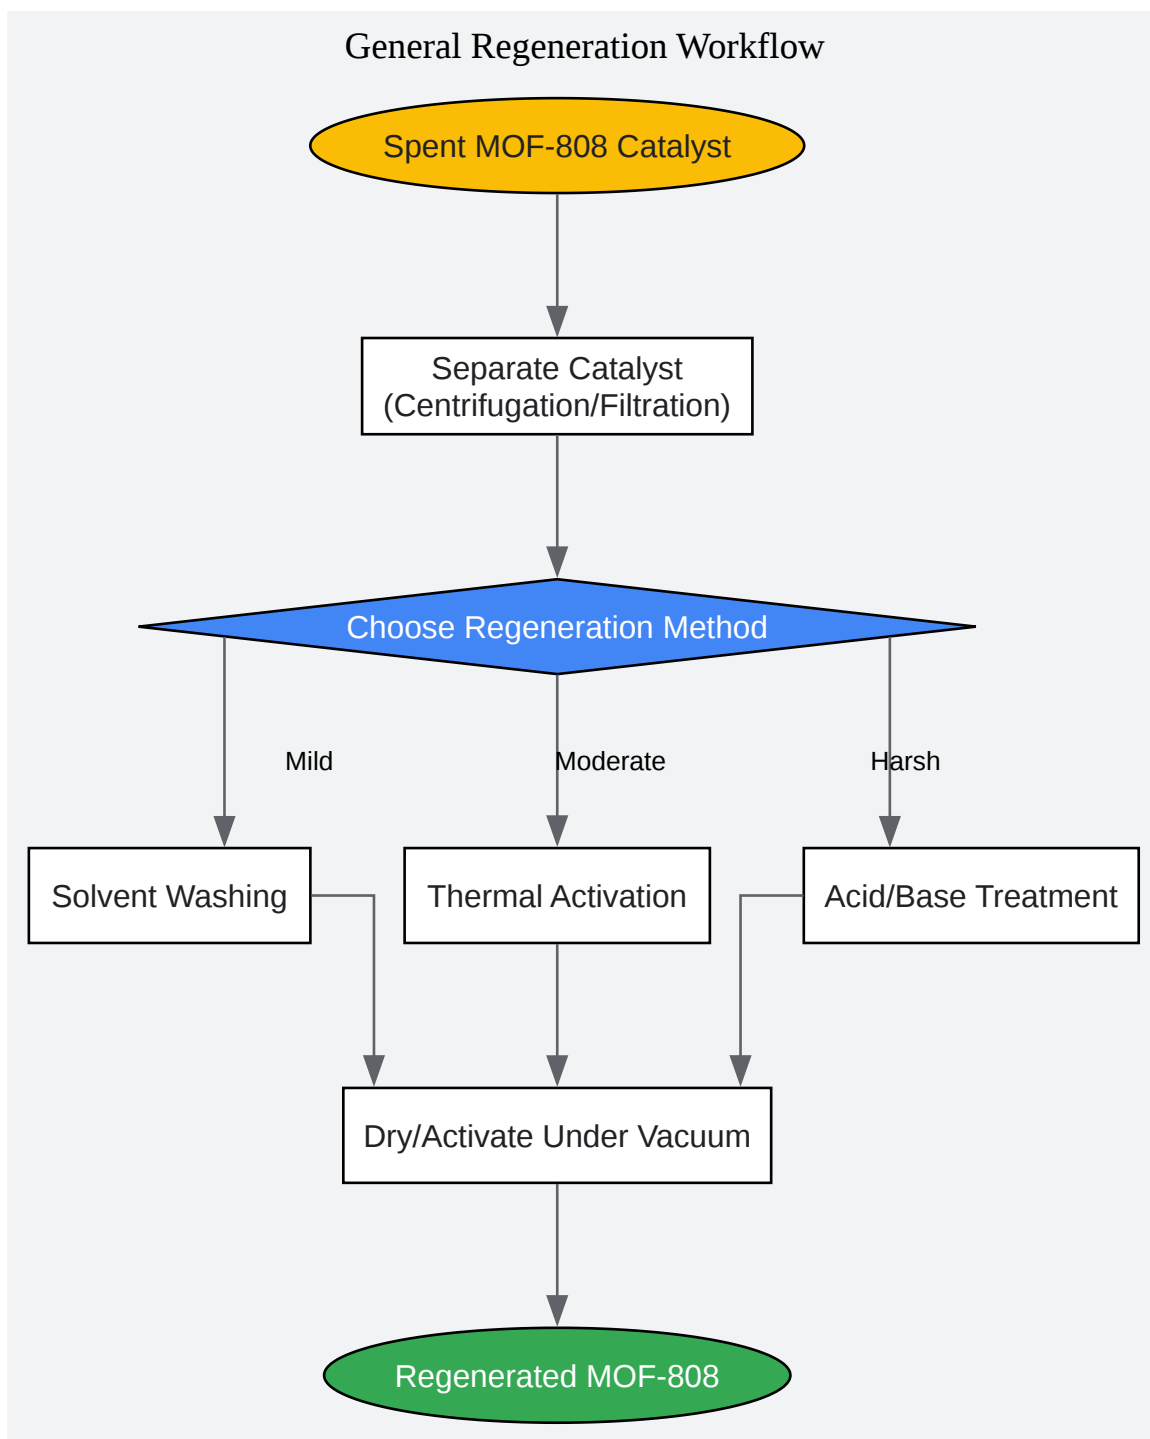 General Regeneration Workflow
Spent MOF-808 Catalyst
Separate Catalyst
(Centrifugation/Filtration)
Choose Regeneration Method
Mild
Moderate
Harsh
Solvent Washing
Thermal Activation
Acid/Base Treatment
Dry/Activate Under Vacuum
Regenerated MOF-808